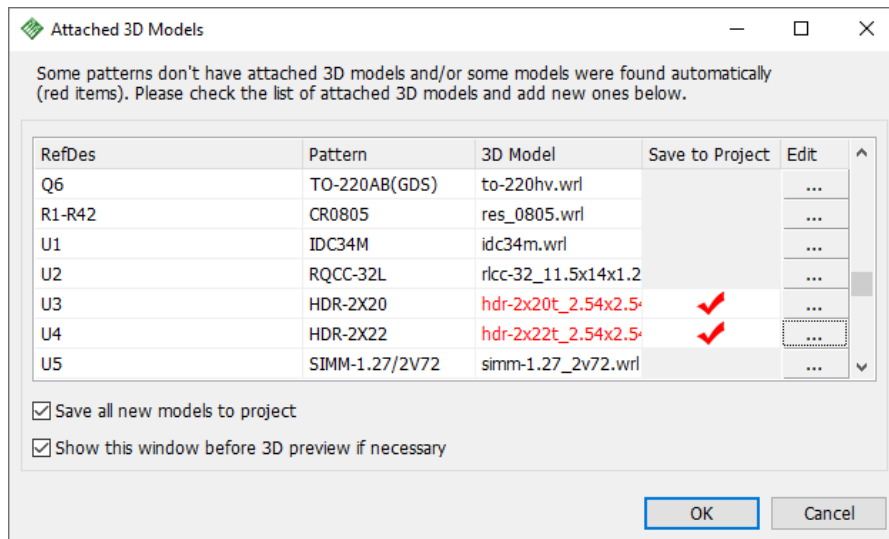 Attached 3D Models
Some patterns don't have attached 3D models and/or some models were found automatically
(red items). Please check the list of attached 3D models and add new ones below.
RefDes Pattern 3D Model Save to Project Edit
Q6 TO-220AB(GDS) to-220hv.wrl ...
R1-R42 CR0805 res_0805.wrl ...
U1 IDC34M idc34m.wrl ...
U2 RQCC-32L rlcc-32_11.5x14x1.2 ...
U3 HDR-2X20 hdr-2x20t_2.54x2.54 ...
U4 HDR-2X22 hdr-2x22t_2.54x2.54 ...
U5 SIMM-1.27/2V72 simm-1.27_2v72.wrl ...
Save all new models to project
Show this window before 3D preview if necessary
OK Cancel